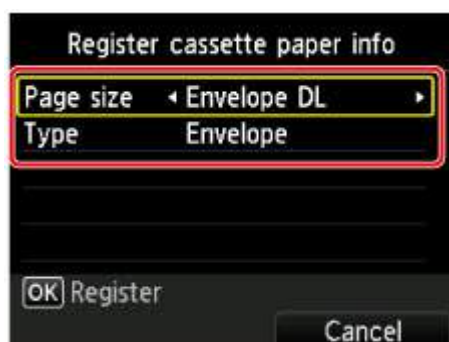 Register cassette paper info
Page size Envelope DL
Type Envelope
OK Register
Cancel